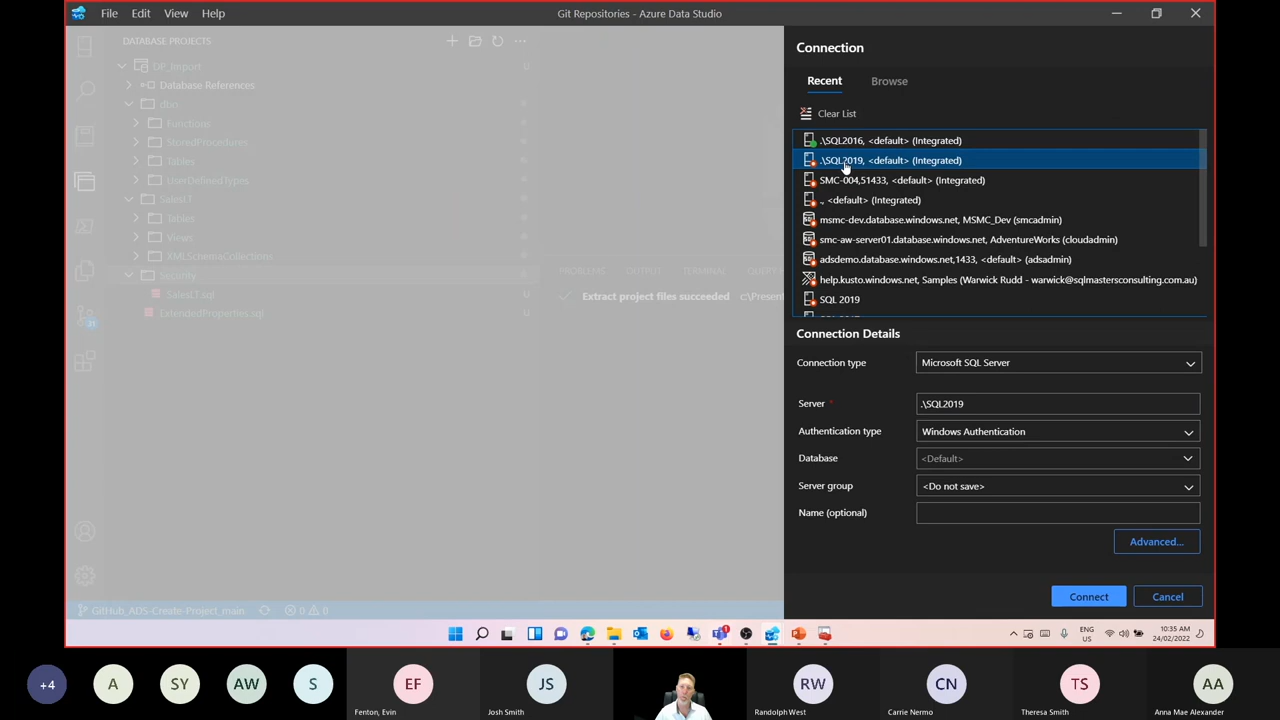 File Edit View Help
Git Repositories - Azure Data Studio
DATABASE PROJECTS
DP_Import
U
Database References
dbo
Functions
StoredProcedures
Tables
UserDefinedTypes
SalesLT
Tables
Views
XMLSchemaCollections
Security
SalesLT.sql
U
ExtendedProperties.sql
U
PROBLEMS OUTPUT TERMINAL
Extract project files succeeded
GitHub_ADS-Create-Project_main
0 0
31
Connection
Recent Browse
Clear List
.\SQL2016, <default> (Integrated)
.\SQL2019, <default> (Integrated)
SMC-004,51433, <default> (Integrated)
., <default> (Integrated)
msmc-dev.database.windows.net, MSMC_Dev (smcadmin)
smc-aw-server01.database.windows.net, AdventureWorks (cloudadmin)
adsdemo.database.windows.net,1433, <default> (adsadmin)
help.kusto.windows.net, Samples (Warwick Rudd - warwick@sqlmastersconsulting.com.au)
SQL 2019
Connection Details
Connection type Microsoft SQL Server
Server * .\SQL2019
Authentication type Windows Authentication
Database <Default>
Server group <Do not save>
Name (optional)
Advanced...
Connect Cancel
ENG
US
10:35 AM
24/02/2022
+4 A SY AW S EF JS RW CN TS AA
Fenton, Evin Josh Smith Randolph West Carrie Nermo Theresa Smith Anna Mae Alexander